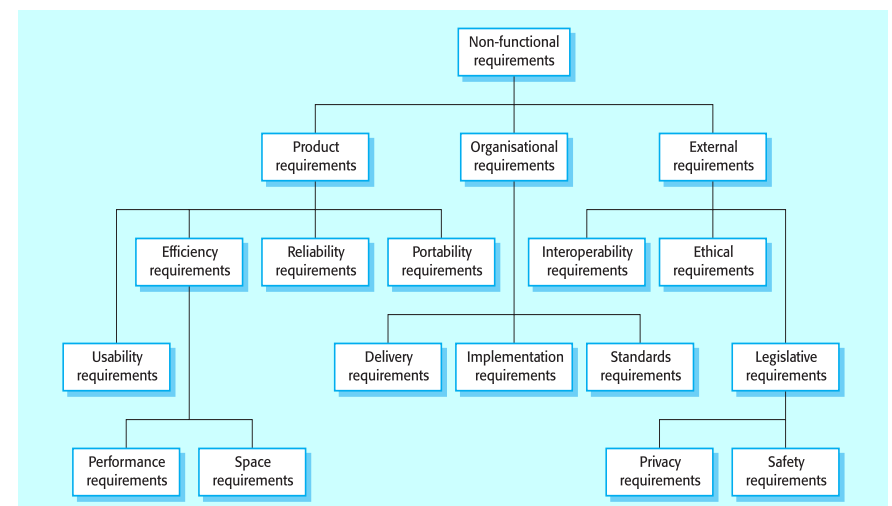 Non-functional
requirements
Product
requirements
Organisational
requirements
External
requirements
Efficiency
requirements
Reliability
requirements
Portability
requirements
Interoperability
requirements
Ethical
requirements
Usability
requirements
Delivery
requirements
Implementation
requirements
Standards
requirements
Legislative
requirements
Performance
requirements
Space
requirements
Privacy
requirements
Safety
requirements